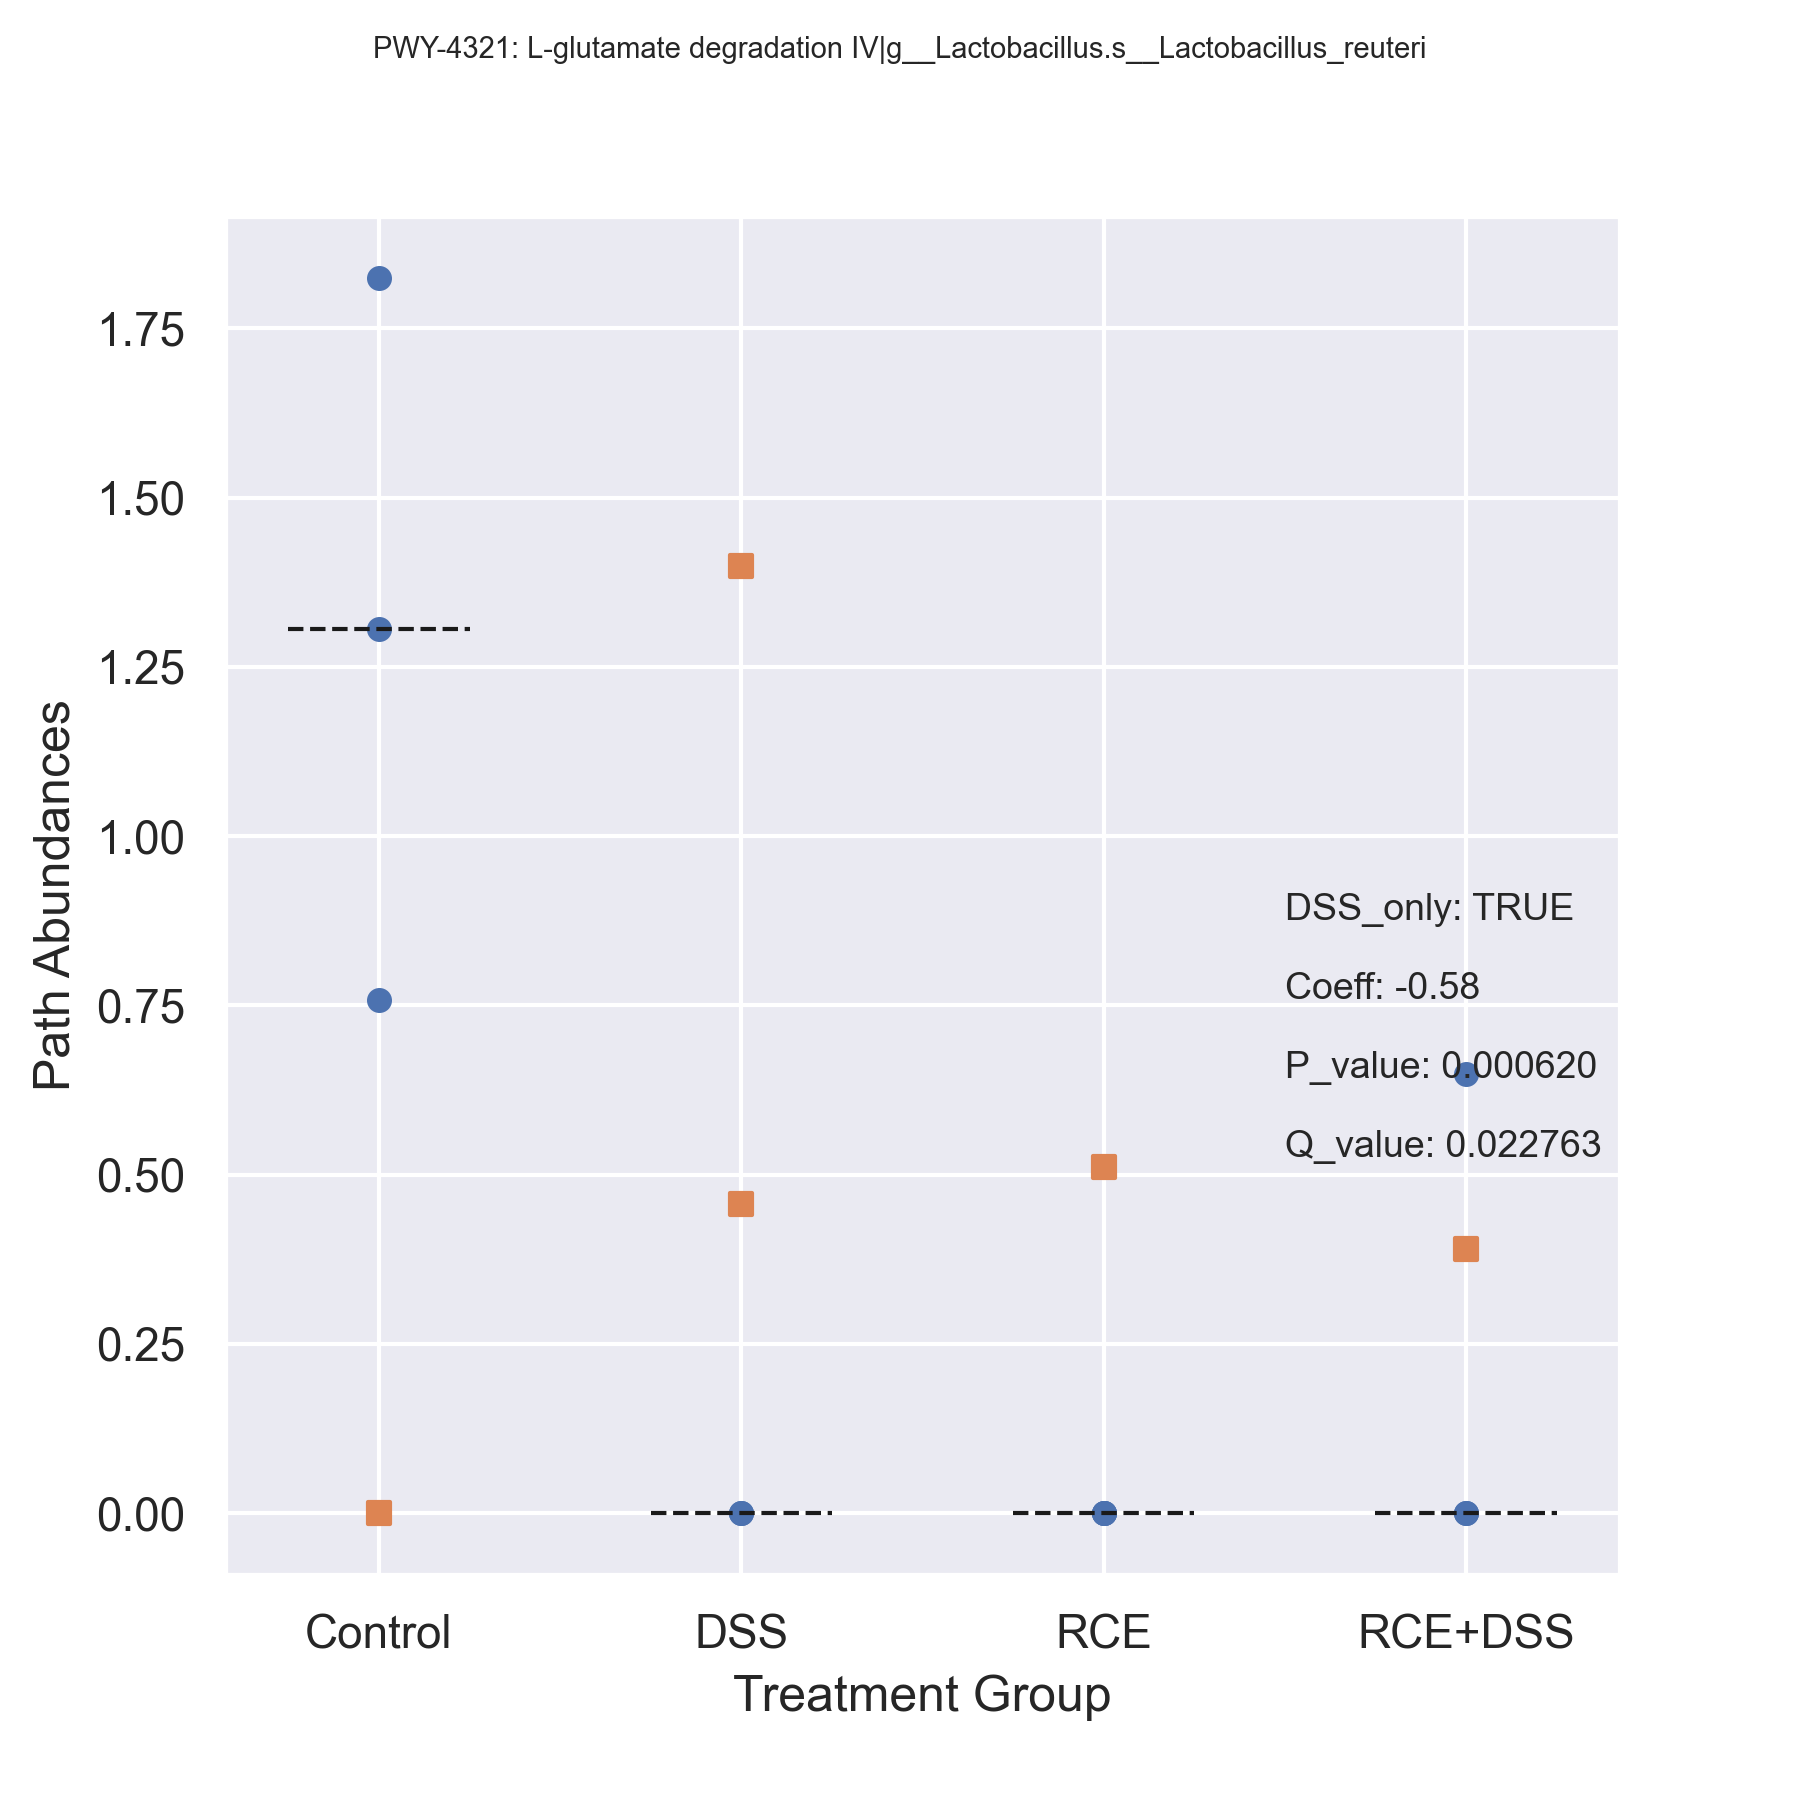 PWY-4321: L-glutamate degradation IV|g__Lactobacillus.s__Lactobacillus_reuteri
Path Abundances
1.75
1.50
1.25
1.00
0.75
0.50
0.25
0.00
DSS_only: TRUE
Coeff: -0.58
P_value: 0.000620
Q_value: 0.022763
Control DSS RCE RCE+DSS
Treatment Group